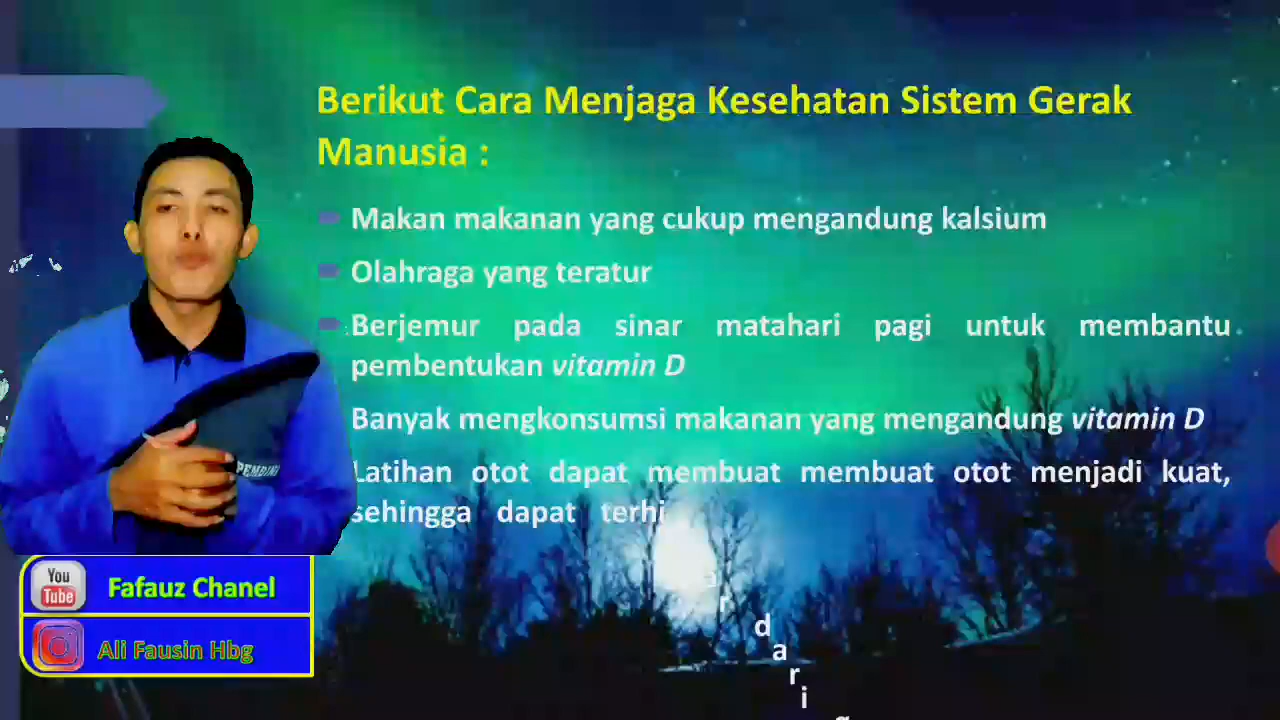 Berikut Cara Menjaga Kesehatan Sistem Gerak
Manusia :
Makan makanan yang cukup mengandung kalsium
Olahraga yang teratur
Berjemur pada sinar matahari pagi untuk membantu
pembentukan vitamin D
Banyak mengkonsumsi makanan yang mengandung vitamin D
Latihan otot dapat membuat membuat otot menjadi kuat,
sehingga dapat terhi
a
r
d
a
r
i
You
Tube
Fafauz Chanel
Ali Fausin Hbg